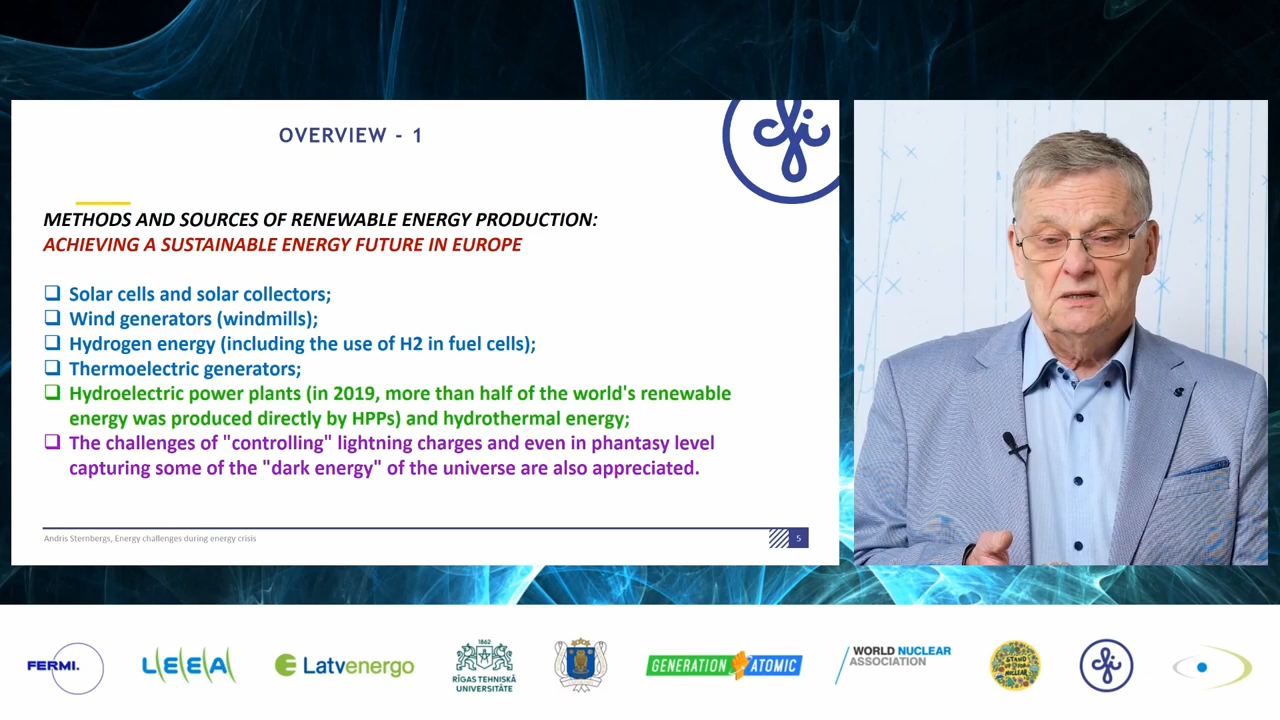 OVERVIEW - 1
METHODS AND SOURCES OF RENEWABLE ENERGY PRODUCTION:
ACHIEVING A SUSTAINABLE ENERGY FUTURE IN EUROPE
Solar cells and solar collectors;
Wind generators (windmills);
Hydrogen energy (including the use of H2 in fuel cells);
Thermoelectric generators;
Hydroelectric power plants (in 2019, more than half of the world's renewable
energy was produced directly by HPPs) and hydrothermal energy;
The challenges of "controlling" lightning charges and even in phantasy level
capturing some of the "dark energy" of the universe are also appreciated.
Andris Sternbergs, Energy challenges during energy crisis
5
FERMI.
LEEA
Latvenergo
1862
RĪGAS TEHNISKĀ
UNIVERSITĀTE
GENERATION ATOMIC
WORLD NUCLEAR
ASSOCIATION
STAND
UP FOR
NUCLEAR